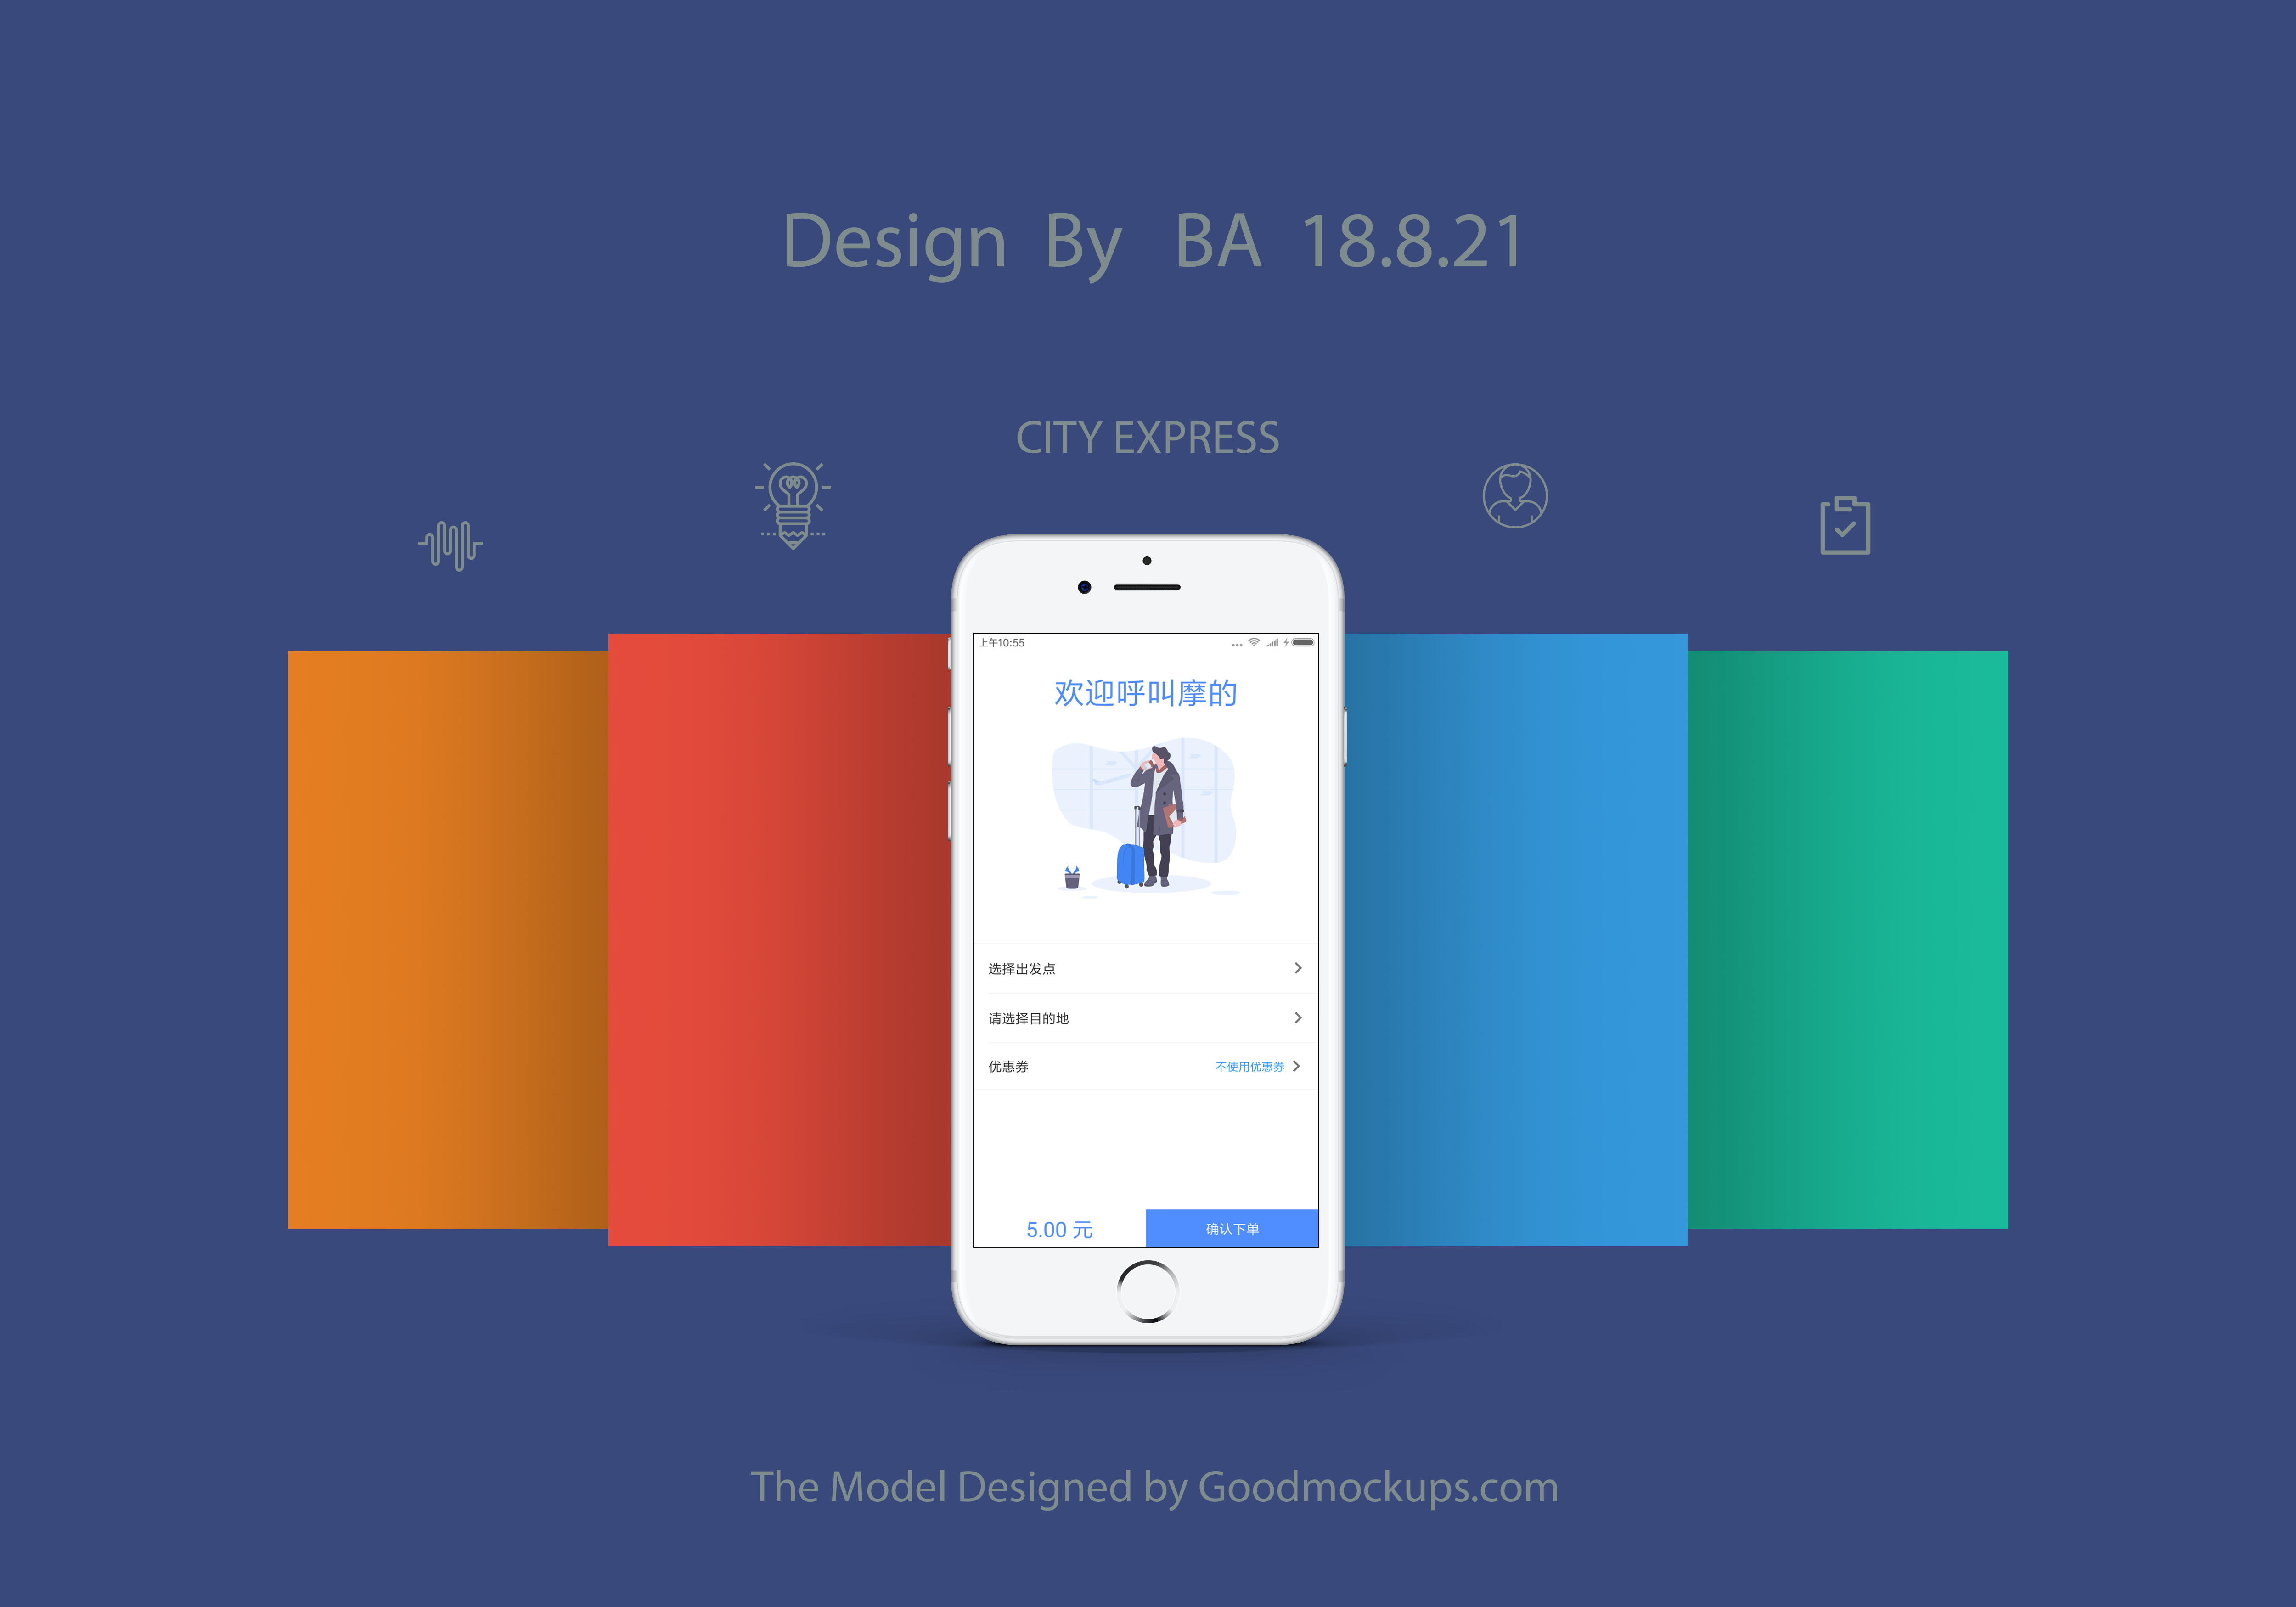 Design By BA 18.8.21
CITY EXPRESS
上午10:55
欢迎呼叫摩的
选择出发点
请选择目的地
优惠券 不使用优惠券
5.00 元 确认下单
The Model Designed by Goodmockups.com